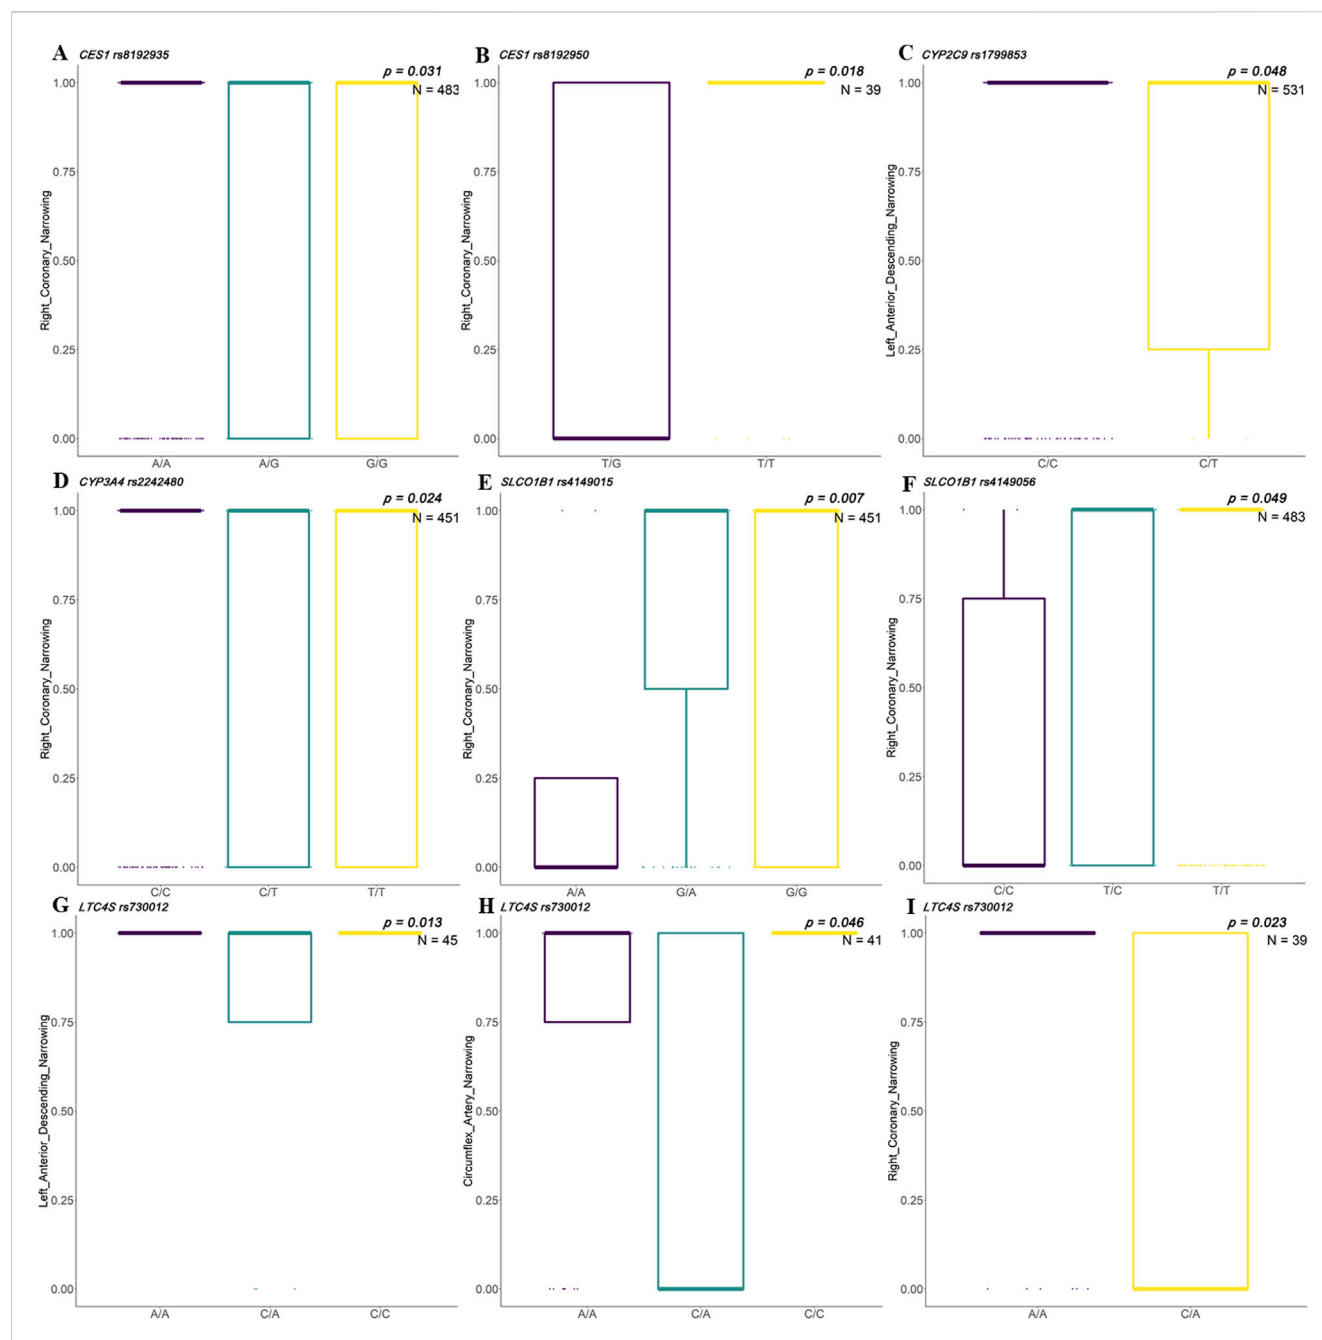 A CES1 rs8192935
p = 0.031
N = 483
1.00
0.75
0.50
0.25
0.00
Right_Coronary_Narrowing
A/A A/G G/G
B CES1 rs8192950
p = 0.018
N = 39
1.00
0.75
0.50
0.25
0.00
Right_Coronary_Narrowing
T/G T/T
C CYP2C9 rs1799853
p = 0.048
N = 531
1.00
0.75
0.50
0.25
0.00
Left_Anterior_Descending_Narrowing
C/C C/T
D CYP3A4 rs2242480
p = 0.024
N = 451
1.00
0.75
0.50
0.25
0.00
Right_Coronary_Narrowing
C/C C/T T/T
E SLCO1B1 rs4149015
p = 0.007
N = 451
1.00
0.75
0.50
0.25
0.00
Right_Coronary_Narrowing
A/A G/A G/G
F SLCO1B1 rs4149056
p = 0.049
N = 483
1.00
0.75
0.50
0.25
0.00
Right_Coronary_Narrowing
C/C T/C T/T
G LTC4S rs730012
p = 0.013
N = 45
1.00
0.75
0.50
0.25
0.00
Left_Anterior_Descending_Narrowing
A/A C/A C/C
H LTC4S rs730012
p = 0.046
N = 41
1.00
0.75
0.50
0.25
0.00
Circumflex_Artery_Narrowing
A/A C/A C/C
I LTC4S rs730012
p = 0.023
N = 39
1.00
0.75
0.50
0.25
0.00
Right_Coronary_Narrowing
A/A C/A